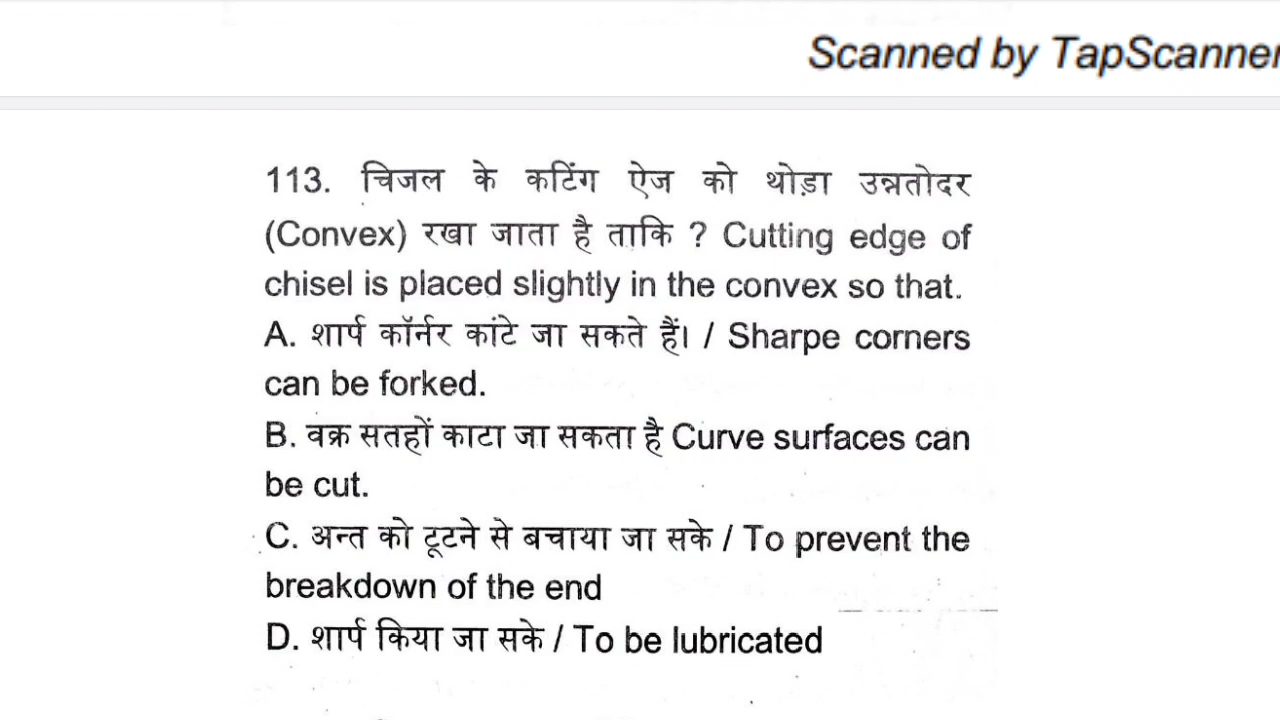 Scanned by TapScanner
113. चिजल के कटिंग ऐज को थोड़ा उन्नतोदर
(Convex) रखा जाता है ताकि ? Cutting edge of
chisel is placed slightly in the convex so that.
A. शार्प कॉर्नर कांटे जा सकते हैं। / Sharpe corners
can be forked.
B. वक्र सतहों काटा जा सकता है Curve surfaces can
be cut.
C. अन्त को टूटने से बचाया जा सके / To prevent the
breakdown of the end
D. शार्प किया जा सके / To be lubricated